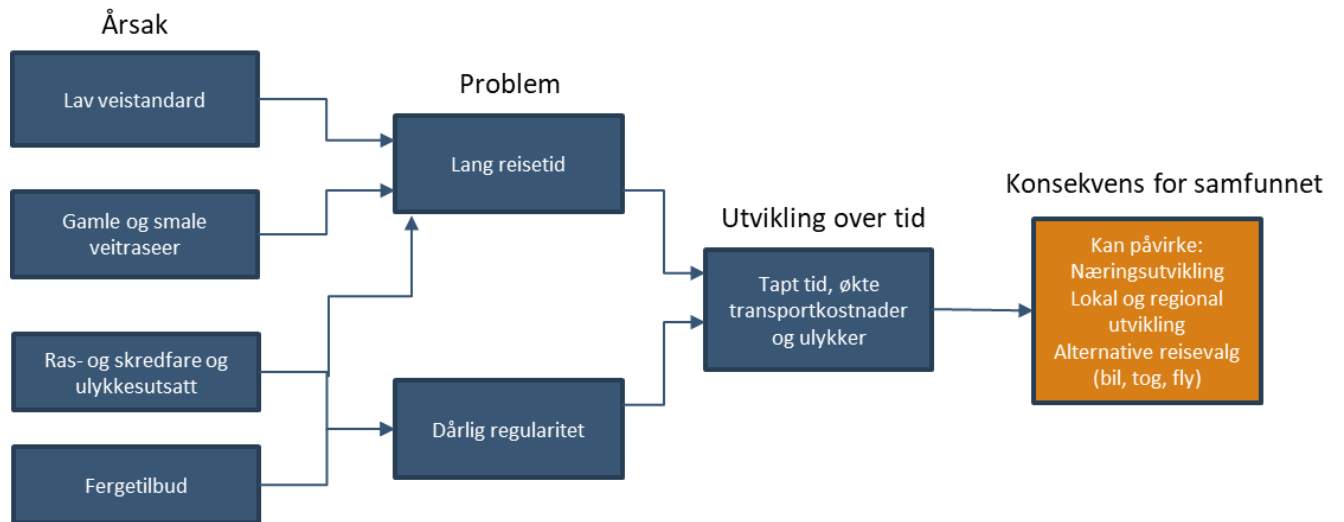 Årsak
Lav veistandard
Gamle og smale
veitraseer
Ras- og skredfare og
ulykkesutsatt
Fergetilbud
Problem
Lang reisetid
Dårlig regularitet
Utvikling over tid
Tapt tid, økte
transportkostnader
og ulykker
Konsekvens for samfunnet
Kan påvirke:
Næringsutvikling
Lokal og regional
utvikling
Alternative reisevalg
(bil, tog, fly)